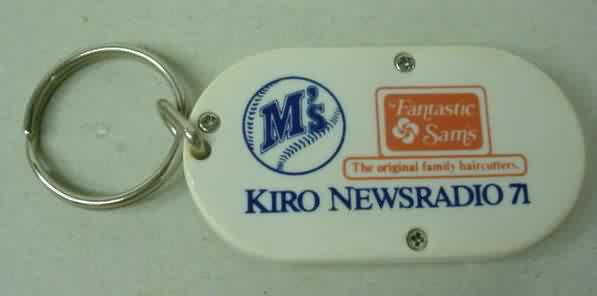 M's
Fantastic
Sams
The original family haircutters.
KIRO NEWSRADIO 71